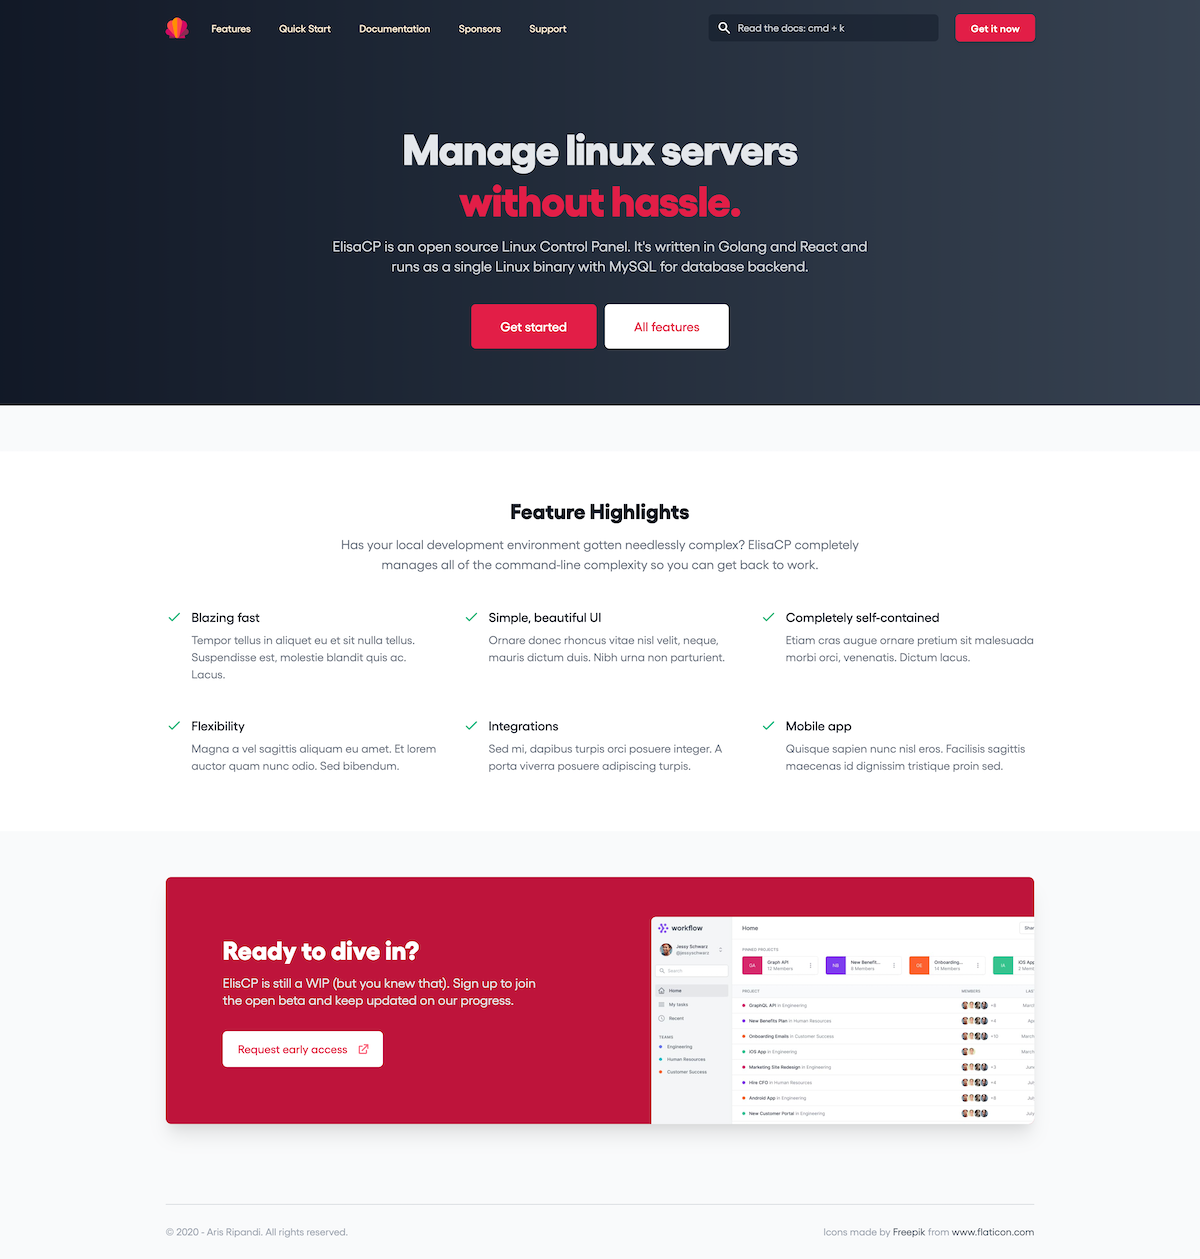 Features
Quick Start
Documentation
Sponsors
Support
Read the docs: cmd + k
Get it now
Manage linux servers
without hassle.
ElisaCP is an open source Linux Control Panel. It's written in Golang and React and
runs as a single Linux binary with MySQL for database backend.
Get started
All features
Feature Highlights
Has your local development environment gotten needlessly complex? ElisaCP completely
manages all of the command-line complexity so you can get back to work.
Blazing fast
Tempor tellus in aliquet eu et sit nulla tellus.
Suspendisse est, molestie blandit quis ac.
Lacus.
Simple, beautiful UI
Ornare donec rhoncus vitae nisl velit, neque,
mauris dictum duis. Nibh urna non parturient.
Completely self-contained
Etiam cras augue ornare pretium sit malesuada
morbi orci, venenatis. Dictum lacus.
Flexibility
Magna a vel sagittis aliquam eu amet. Et lorem
auctor quam nunc odio. Sed bibendum.
Integrations
Sed mi, dapibus turpis orci posuere integer. A
porta viverra posuere adipiscing turpis.
Mobile app
Quisque sapien nunc nisl eros. Facilisis sagittis
maecenas id dignissim tristique proin sed.
Ready to dive in?
ElisCP is still a WIP (but you knew that). Sign up to join
the open beta and keep updated on our progress.
Request early access
workflow
Jessy Schwarz
@jessyschwarz
Search
Home
My tasks
Recent
TEAMS
Engineering
Human Resources
Customer Success
Home
Shar
PINNED PROJECTS
GA
Graph API
12 Members
NB
New Benefit...
8 Members
OE
Onboarding...
14 Members
IA
iOS App
2 Memb
PROJECT
MEMBERS
LAST
GraphQL API in Engineering
March
New Benefits Plan in Human Resources
+4
Apr
Onboarding Emails in Customer Success
+10
March
iOS App in Engineering
March
Marketing Site Redesign in Engineering
+3
June
Hire CFO in Human Resources
+4
Jul
Android App in Engineering
Jun
New Customer Portal in Engineering
July
© 2020 - Aris Ripandi. All rights reserved.
Icons made by Freepik from www.flaticon.com